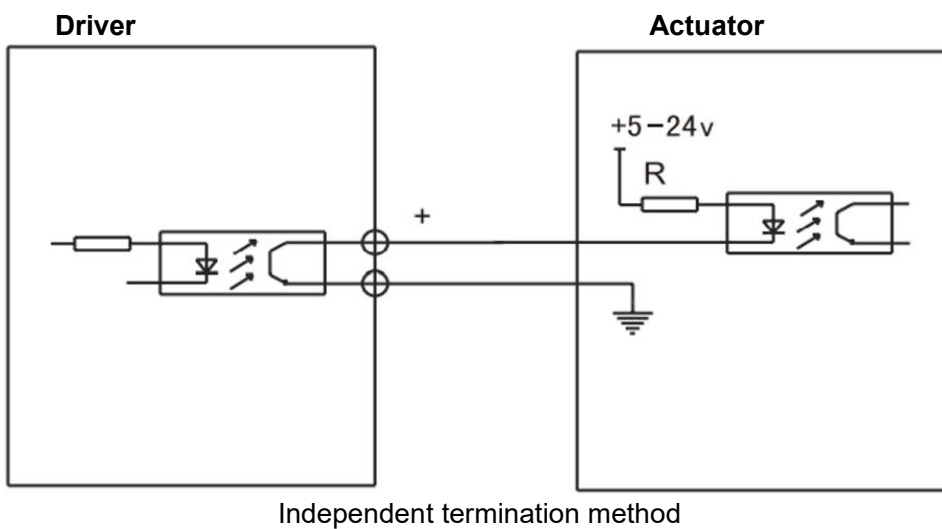 Driver
Actuator
+5-24v
R
+
Independent termination method